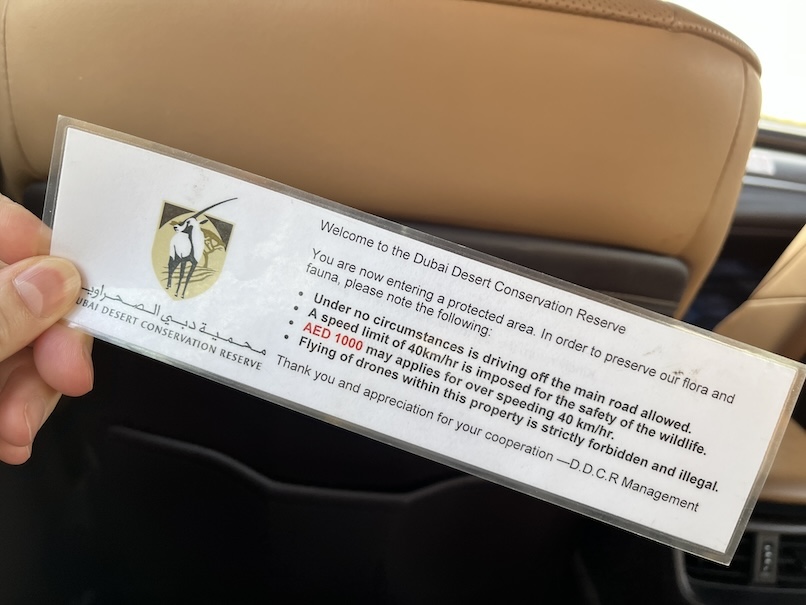 محمية دبي الصحراوي
UBAI DESERT CONSERVATION RESERVE
Welcome to the Dubai Desert Conservation Reserve
You are now entering a protected area. In order to preserve our flora and
fauna, please note the following:
• Under no circumstances is driving off the main road allowed.
• A speed limit of 40km/hr is imposed for the safety of the wildlife.
• AED 1000 may applies for over speeding 40 km/hr.
• Flying of drones within this property is strictly forbidden and illegal.
Thank you and appreciation for your cooperation —D.D.C.R Management